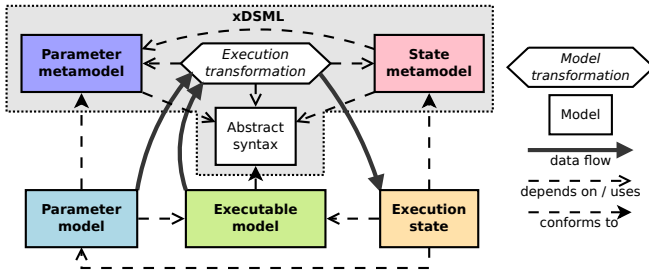 xDSML
Parameter
metamodel
Execution
transformation
State
metamodel
Abstract
syntax
Parameter
model
Executable
model
Execution
state
Model
transformation
Model
data flow
depends on / uses
conforms to